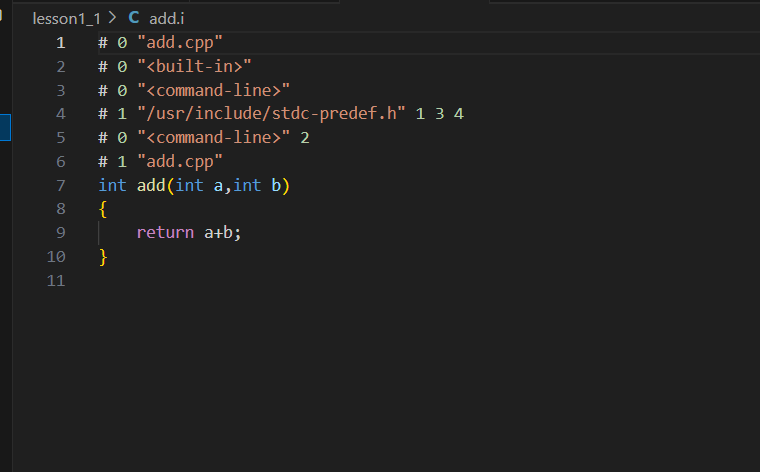 lesson1_1 > C add.i
1 # 0 "add.cpp"
2 # 0 "<built-in>"
3 # 0 "<command-line>"
4 # 1 "/usr/include/stdc-predef.h" 1 3 4
5 # 0 "<command-line>" 2
6 # 1 "add.cpp"
7 int add(int a,int b)
8 {
9     return a+b;
10 }
11